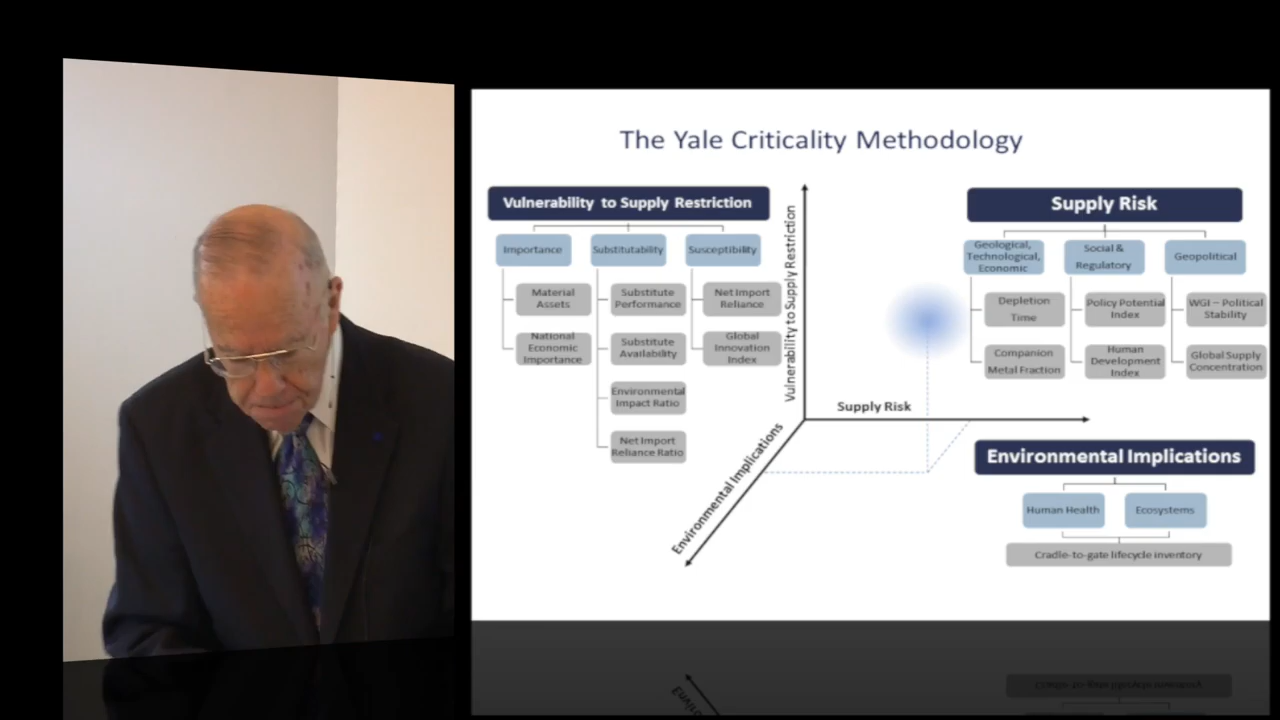 The Yale Criticality Methodology
Vulnerability to Supply Restriction
Importance
Substitutability
Susceptibility
Material
Assets
National
Economic
Importance
Substitute
Performance
Substitute
Availability
Environmental
Impact Ratio
Net Import
Reliance Ratio
Net Import
Reliance
Global
Innovation
Index
Vulnerability to Supply Restriction
Supply Risk
Environmental Implications
Supply Risk
Geological,
Technological,
Economic
Social &
Regulatory
Geopolitical
Depletion
Time
Companion
Metal Fraction
Policy Potential
Index
Human
Development
Index
WGI – Political
Stability
Global Supply
Concentration
Environmental Implications
Human Health
Ecosystems
Cradle-to-gate lifecycle inventory